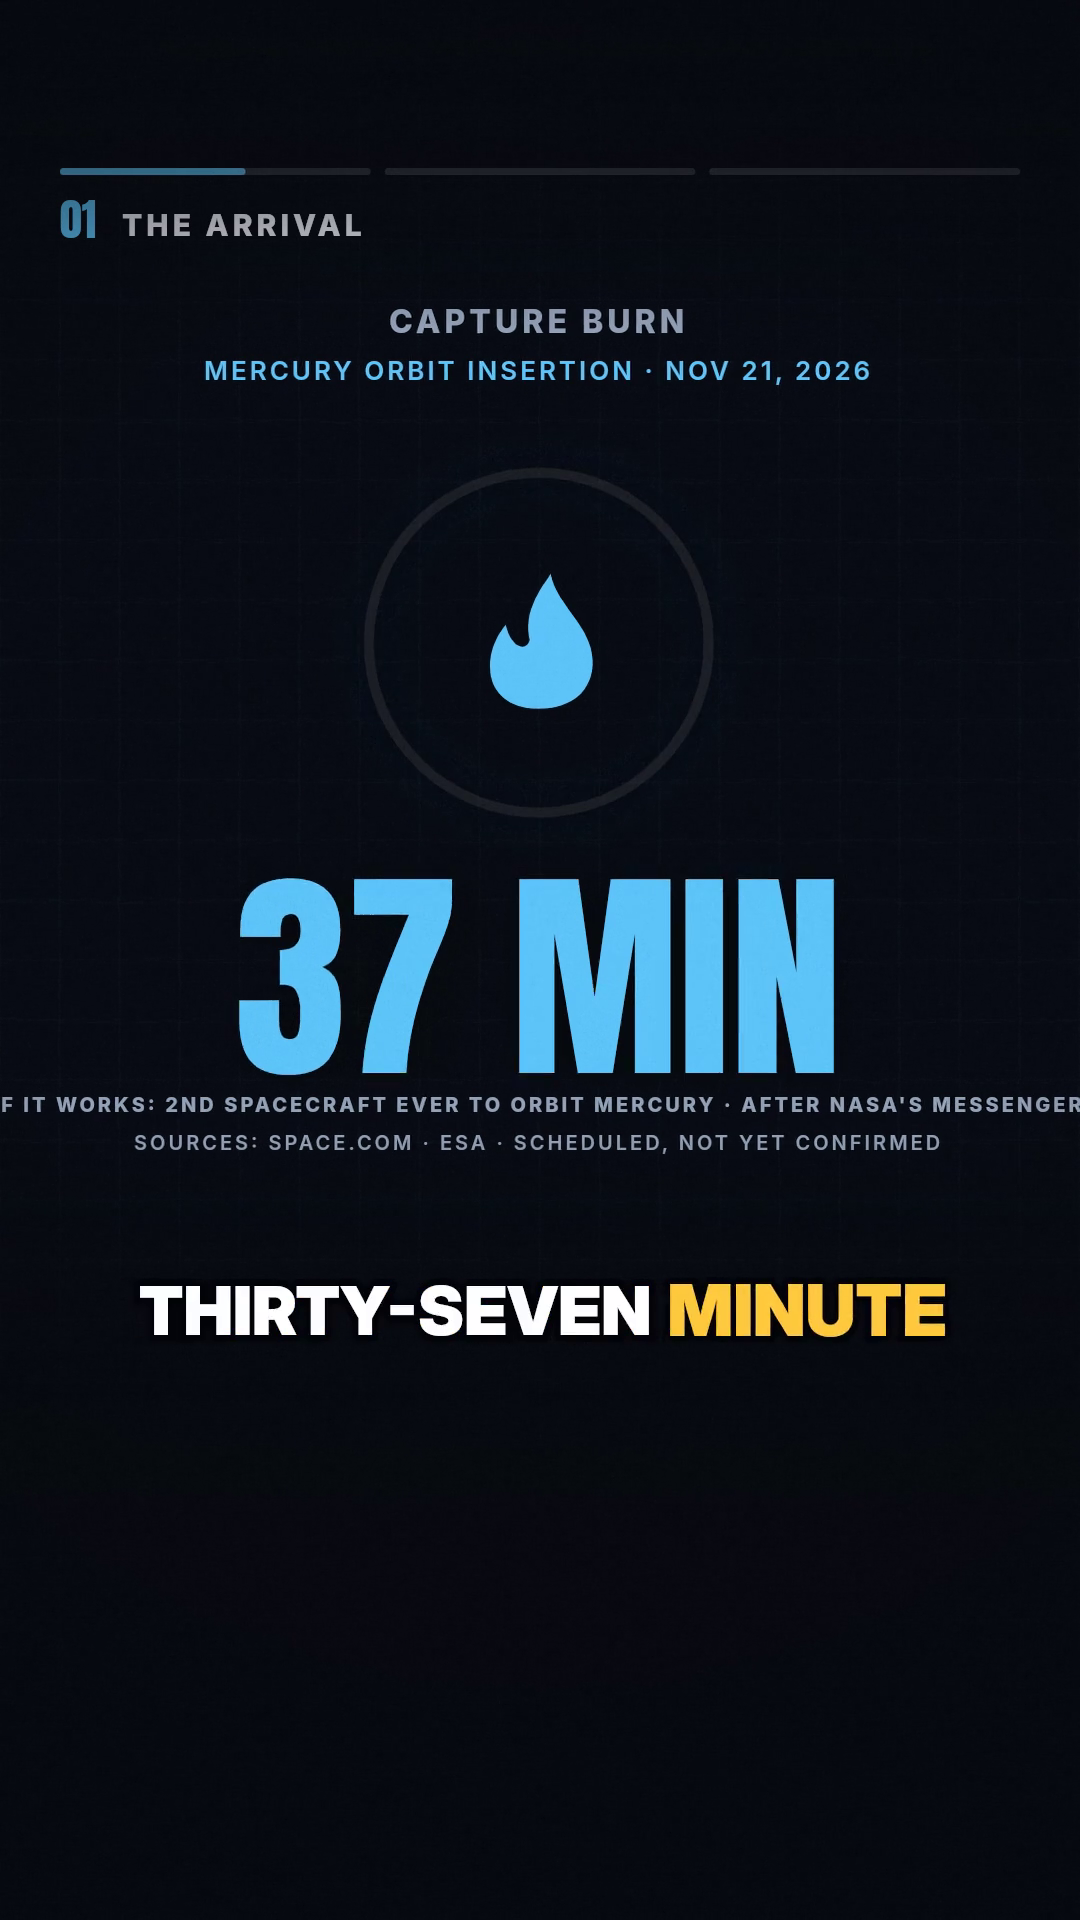 01 THE ARRIVAL
CAPTURE BURN
MERCURY ORBIT INSERTION · NOV 21, 2026
37 MIN
F IT WORKS: 2ND SPACECRAFT EVER TO ORBIT MERCURY · AFTER NASA'S MESSENGER
SOURCES: SPACE.COM · ESA · SCHEDULED, NOT YET CONFIRMED
THIRTY-SEVEN MINUTE